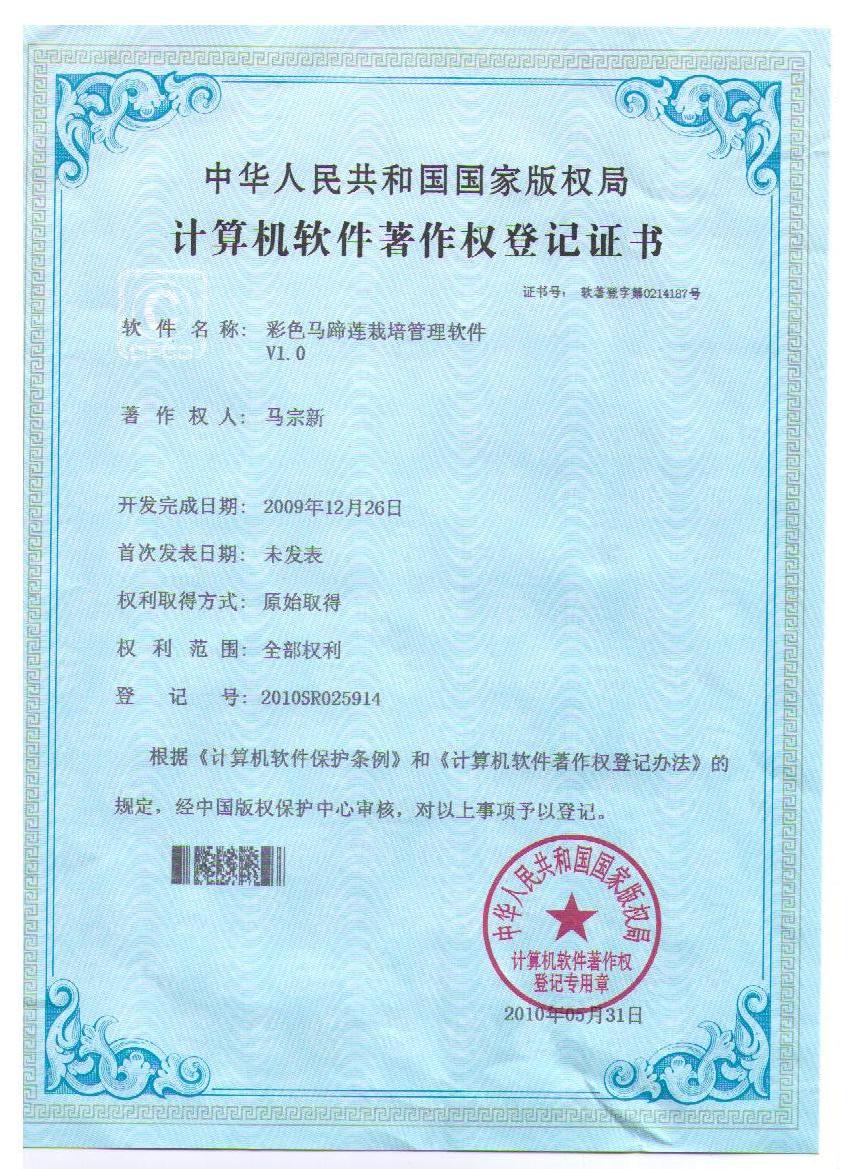 中华人民共和国国家版权局
计算机软件著作权登记证书
证书号： 软著登字第0214187号
CPCC
软件名称： 彩色马蹄莲栽培管理软件
V1.0
著作权人： 马宗新
开发完成日期： 2009年12月26日
首次发表日期： 未发表
权利取得方式： 原始取得
权利范围： 全部权利
登记号： 2010SR025914
根据《计算机软件保护条例》和《计算机软件著作权登记办法》的
规定，经中国版权保护中心审核，对以上事项予以登记。
中华人民共和国国家版权局
计算机软件著作权
登记专用章
2010年05月31日